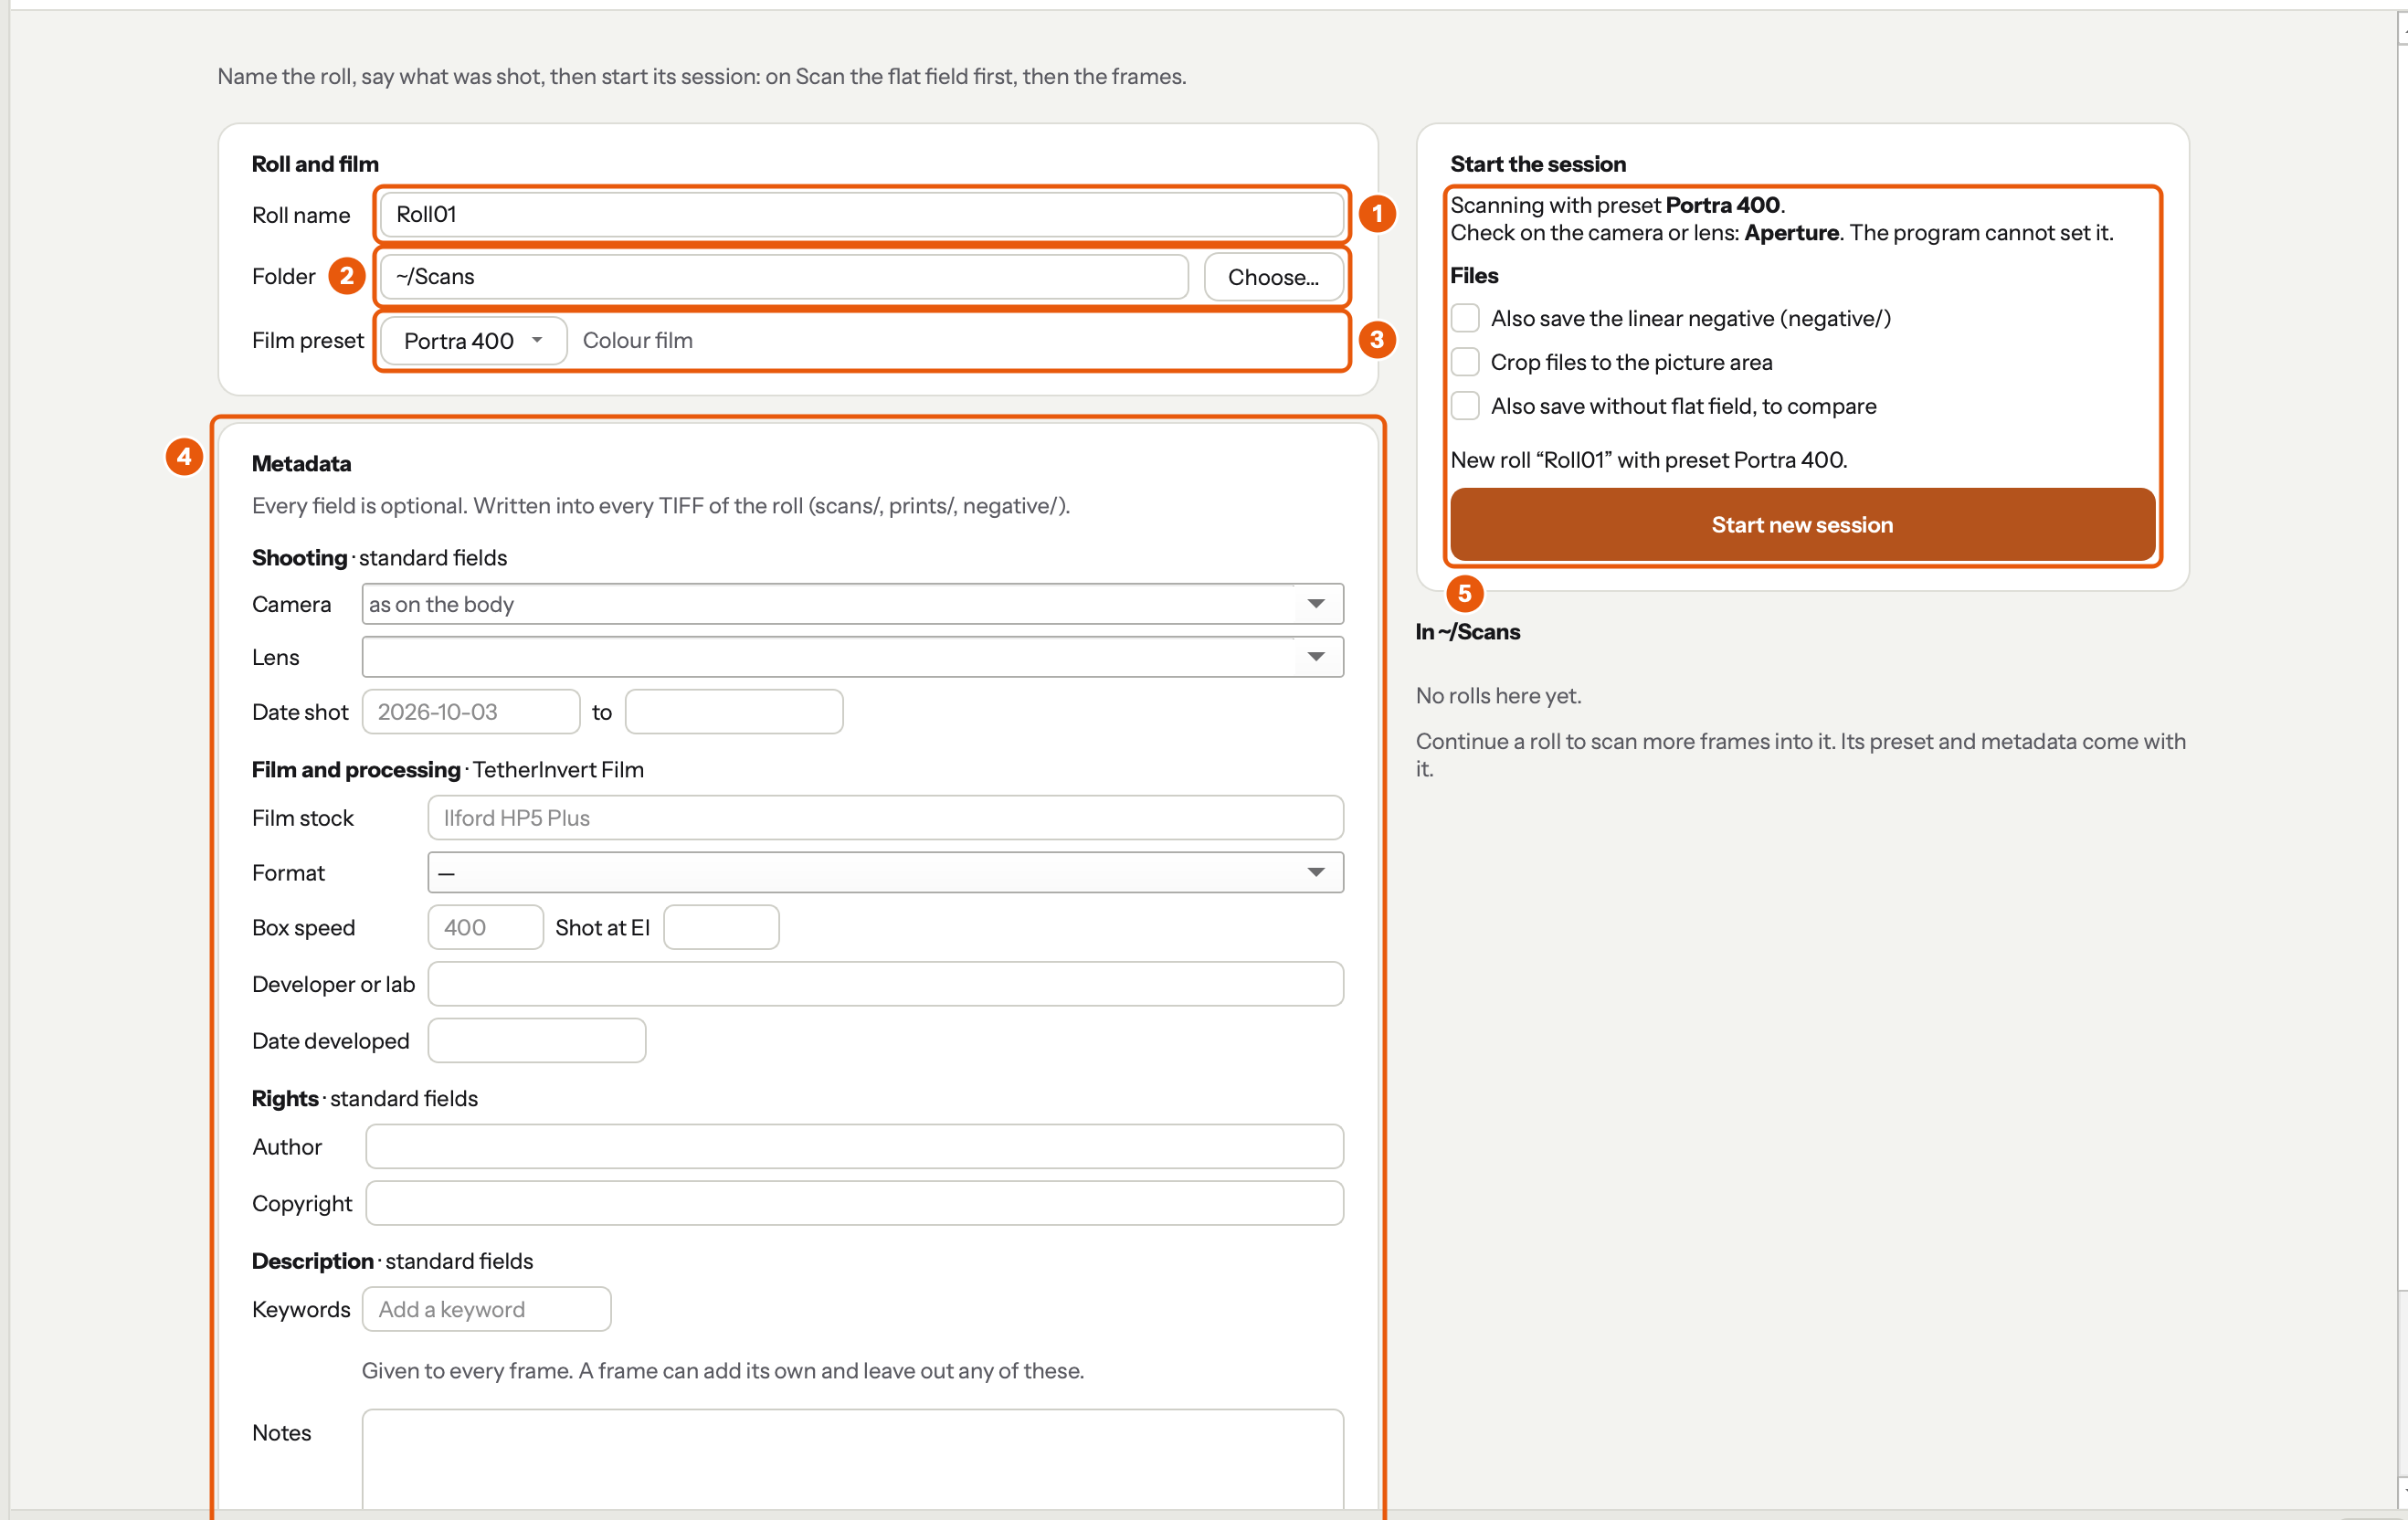 Name the roll, say what was shot, then start its session: on Scan the flat field first, then the frames.
Roll and film
Roll name Roll01 1
Folder 2 ~/Scans Choose...
Film preset Portra 400 Colour film 3
4
Metadata
Every field is optional. Written into every TIFF of the roll (scans/, prints/, negative/).
Shooting · standard fields
Camera as on the body
Lens
Date shot 2026-10-03 to
Film and processing · TetherInvert Film
Film stock Ilford HP5 Plus
Format —
Box speed 400 Shot at EI
Developer or lab
Date developed
Rights · standard fields
Author
Copyright
Description · standard fields
Keywords Add a keyword
Given to every frame. A frame can add its own and leave out any of these.
Notes
Start the session
Scanning with preset Portra 400.
Check on the camera or lens: Aperture. The program cannot set it.
Files
Also save the linear negative (negative/)
Crop files to the picture area
Also save without flat field, to compare
New roll “Roll01” with preset Portra 400.
Start new session
5
In ~/Scans
No rolls here yet.
Continue a roll to scan more frames into it. Its preset and metadata come with
it.